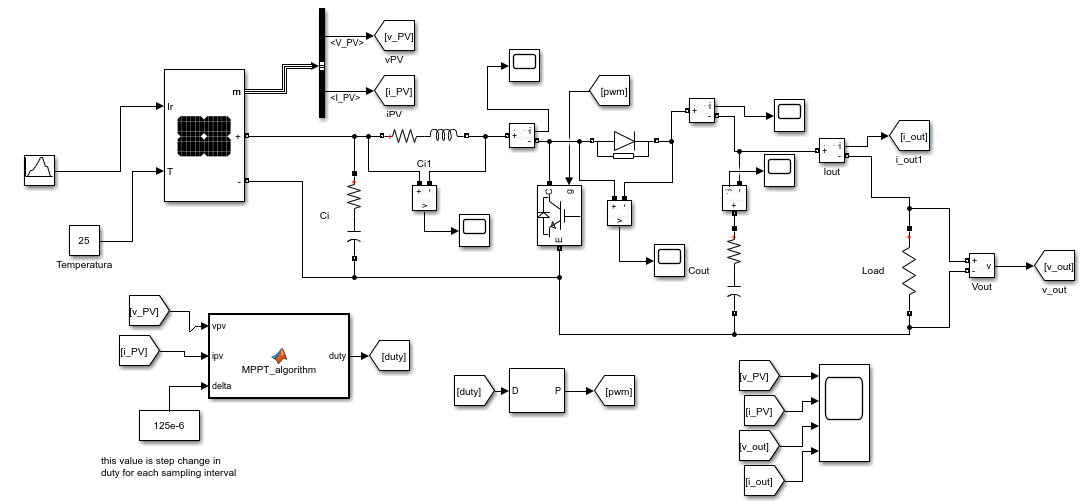 <V_PV>
[v_PV]
vPV
<I_PV>
[i_PV]
iPV
Ir
m
+
T
-
25
Temperatura
Ci
Ci1
+ -
v
i
-
[pwm]
C
g
E
+ -
v
Cout
i
-
i
-
Iout
[i_out]
i_out1
- +
Load
+
-
v
Vout
[v_out]
v_out
[v_PV]
[i_PV]
vpv
ipv
delta
MPPT_algorithm
duty
[duty]
125e-6
this value is step change in
duty for each sampling interval
[duty]
D
P
[pwm]
[v_PV]
[i_PV]
[v_out]
[i_out]